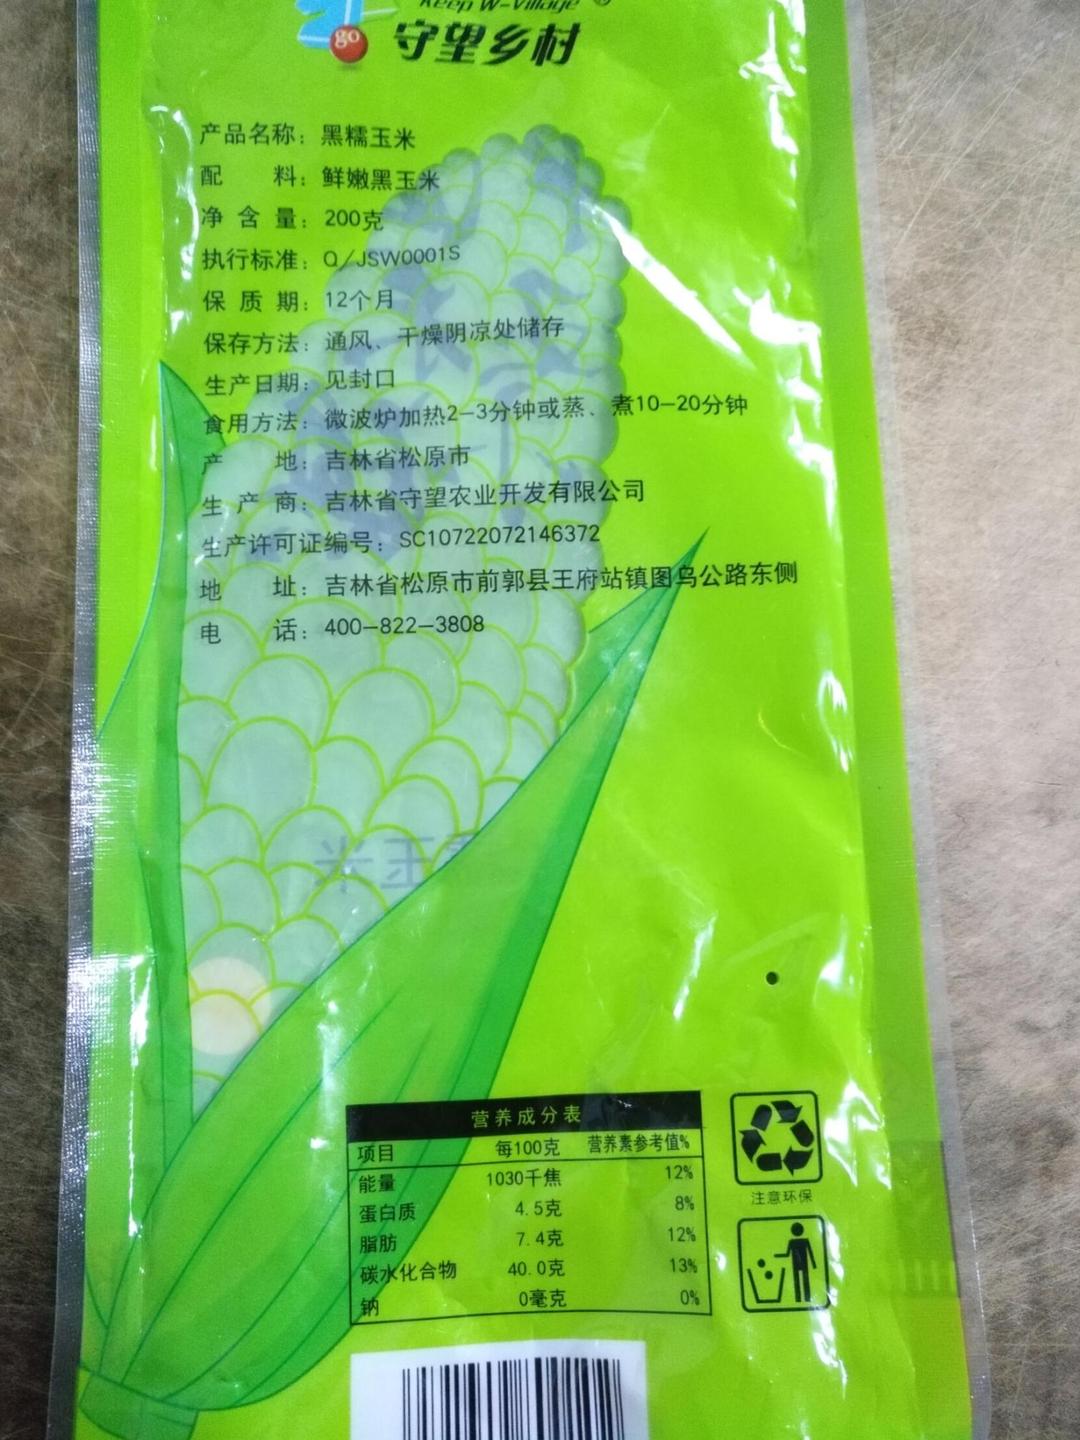 Keep W-Village ®
go
守望乡村
产品名称：黑糯玉米
配 料：鲜嫩黑玉米
净 含 量：200克
执行标准：Q/JSW0001S
保 质 期：12个月
保存方法：通风、干燥阴凉处储存
生产日期：见封口
食用方法：微波炉加热2-3分钟或蒸、煮10-20分钟
产 地：吉林省松原市
生 产 商：吉林省守望农业开发有限公司
生产许可证编号：SC10722072146372
地 址：吉林省松原市前郭县王府站镇图乌公路东侧
电 话：400-822-3808
玉米
营养成分表
项目 每100克 营养素参考值%
能量 1030千焦 12%
蛋白质 4.5克 8%
脂肪 7.4克 12%
碳水化合物 40.0克 13%
钠 0毫克 0%
注意环保